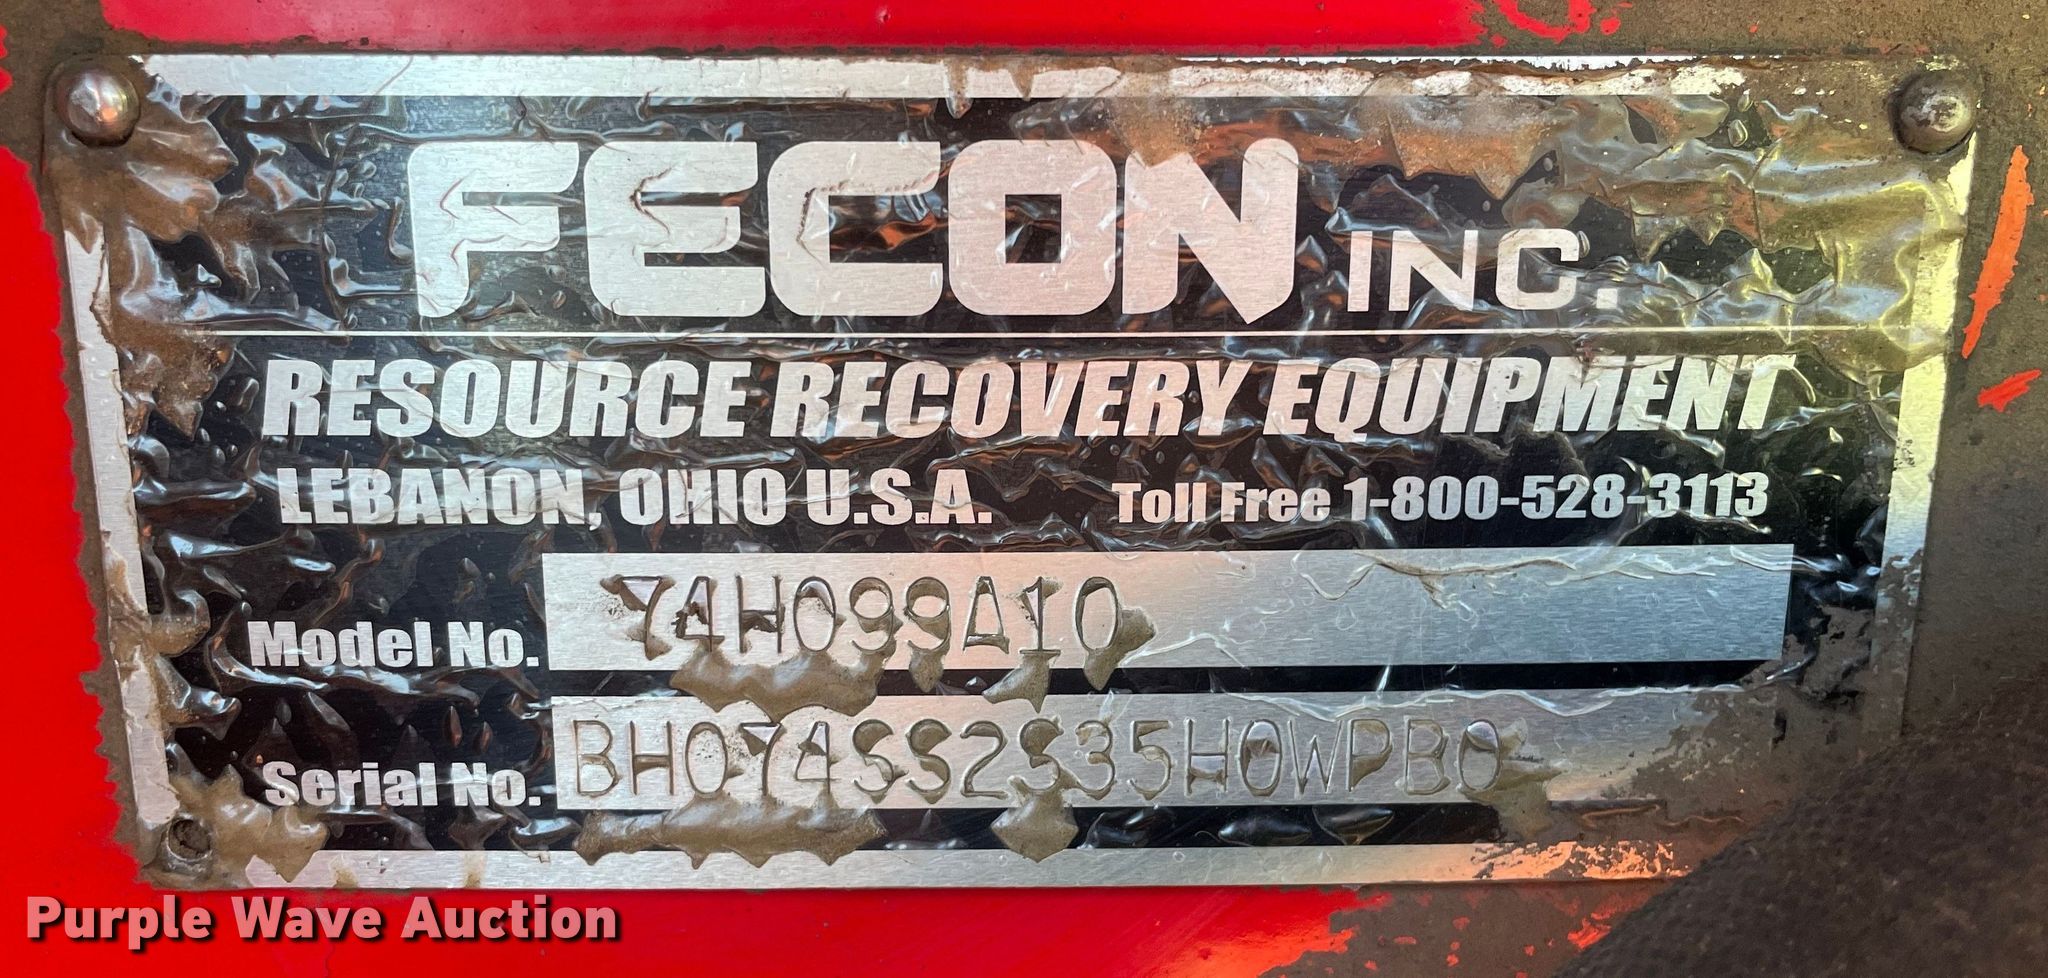 FECON INC.
RESOURCE RECOVERY EQUIPMENT
LEBANON, OHIO U.S.A. Toll Free 1-800-528-3113
Model No. 74H099A10
Serial No. BH074SS2S35H0WPB0
Purple Wave Auction